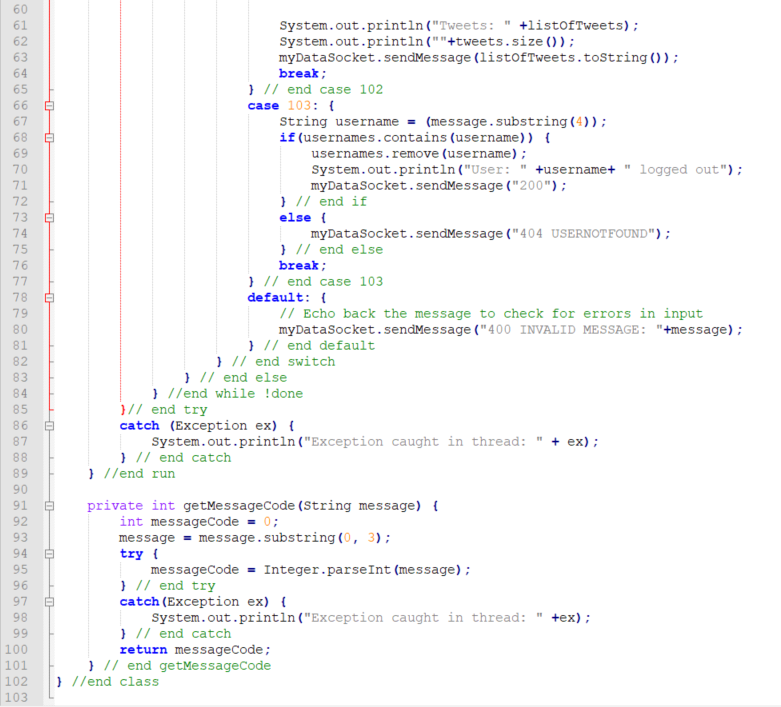 60
61 System.out.println("Tweets: " +listOfTweets);
62 System.out.println(""+tweets.size());
63 myDataSocket.sendMessage(listOfTweets.toString());
64 break;
65 } // end case 102
66 case 103: {
67 String username = (message.substring(4));
68 if(usernames.contains(username)) {
69 usernames.remove(username);
70 System.out.println("User: " +username+ " logged out");
71 myDataSocket.sendMessage("200");
72 } // end if
73 else {
74 myDataSocket.sendMessage("404 USERNOTFOUND");
75 } // end else
76 break;
77 } // end case 103
78 default: {
79 // Echo back the message to check for errors in input
80 myDataSocket.sendMessage("400 INVALID MESSAGE: "+message);
81 } // end default
82 } // end switch
83 } // end else
84 } //end while !done
85 }// end try
86 catch (Exception ex) {
87 System.out.println("Exception caught in thread: " + ex);
88 } // end catch
89 } //end run
90
91 private int getMessageCode(String message) {
92 int messageCode = 0;
93 message = message.substring(0, 3);
94 try {
95 messageCode = Integer.parseInt(message);
96 } // end try
97 catch(Exception ex) {
98 System.out.println("Exception caught in thread: " +ex);
99 } // end catch
100 return messageCode;
101 } // end getMessageCode
102 } //end class
103